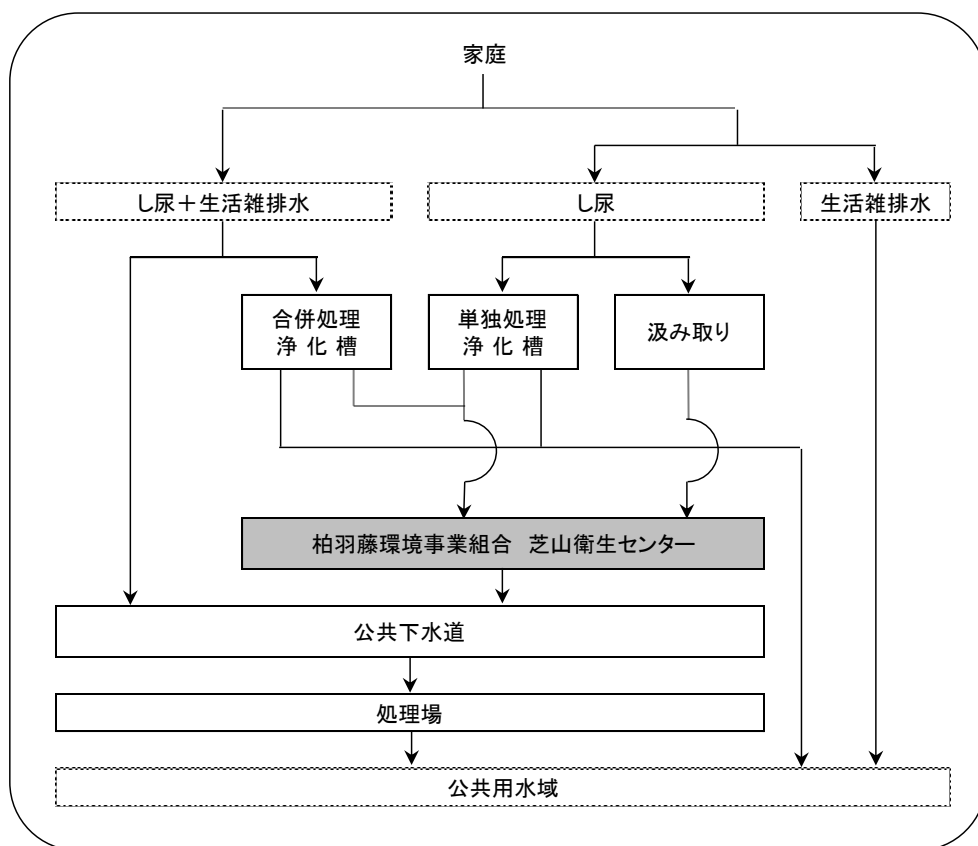 家庭
し尿＋生活雑排水
し尿
生活雑排水
合併処理
浄 化 槽
単独処理
浄 化 槽
汲み取り
柏羽藤環境事業組合　芝山衛生センター
公共下水道
処理場
公共用水域